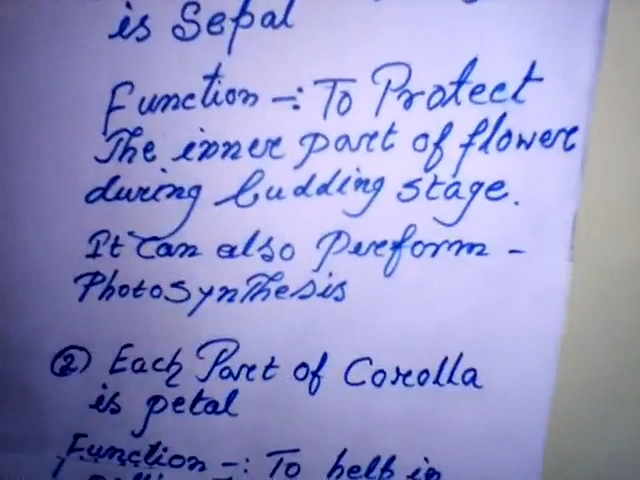 is Sepal
Function -: To Protect
The inner part of flower
during budding stage.
It can also perform -
Photosynthesis
② Each Part of Corolla
is petal
Function -: To help in